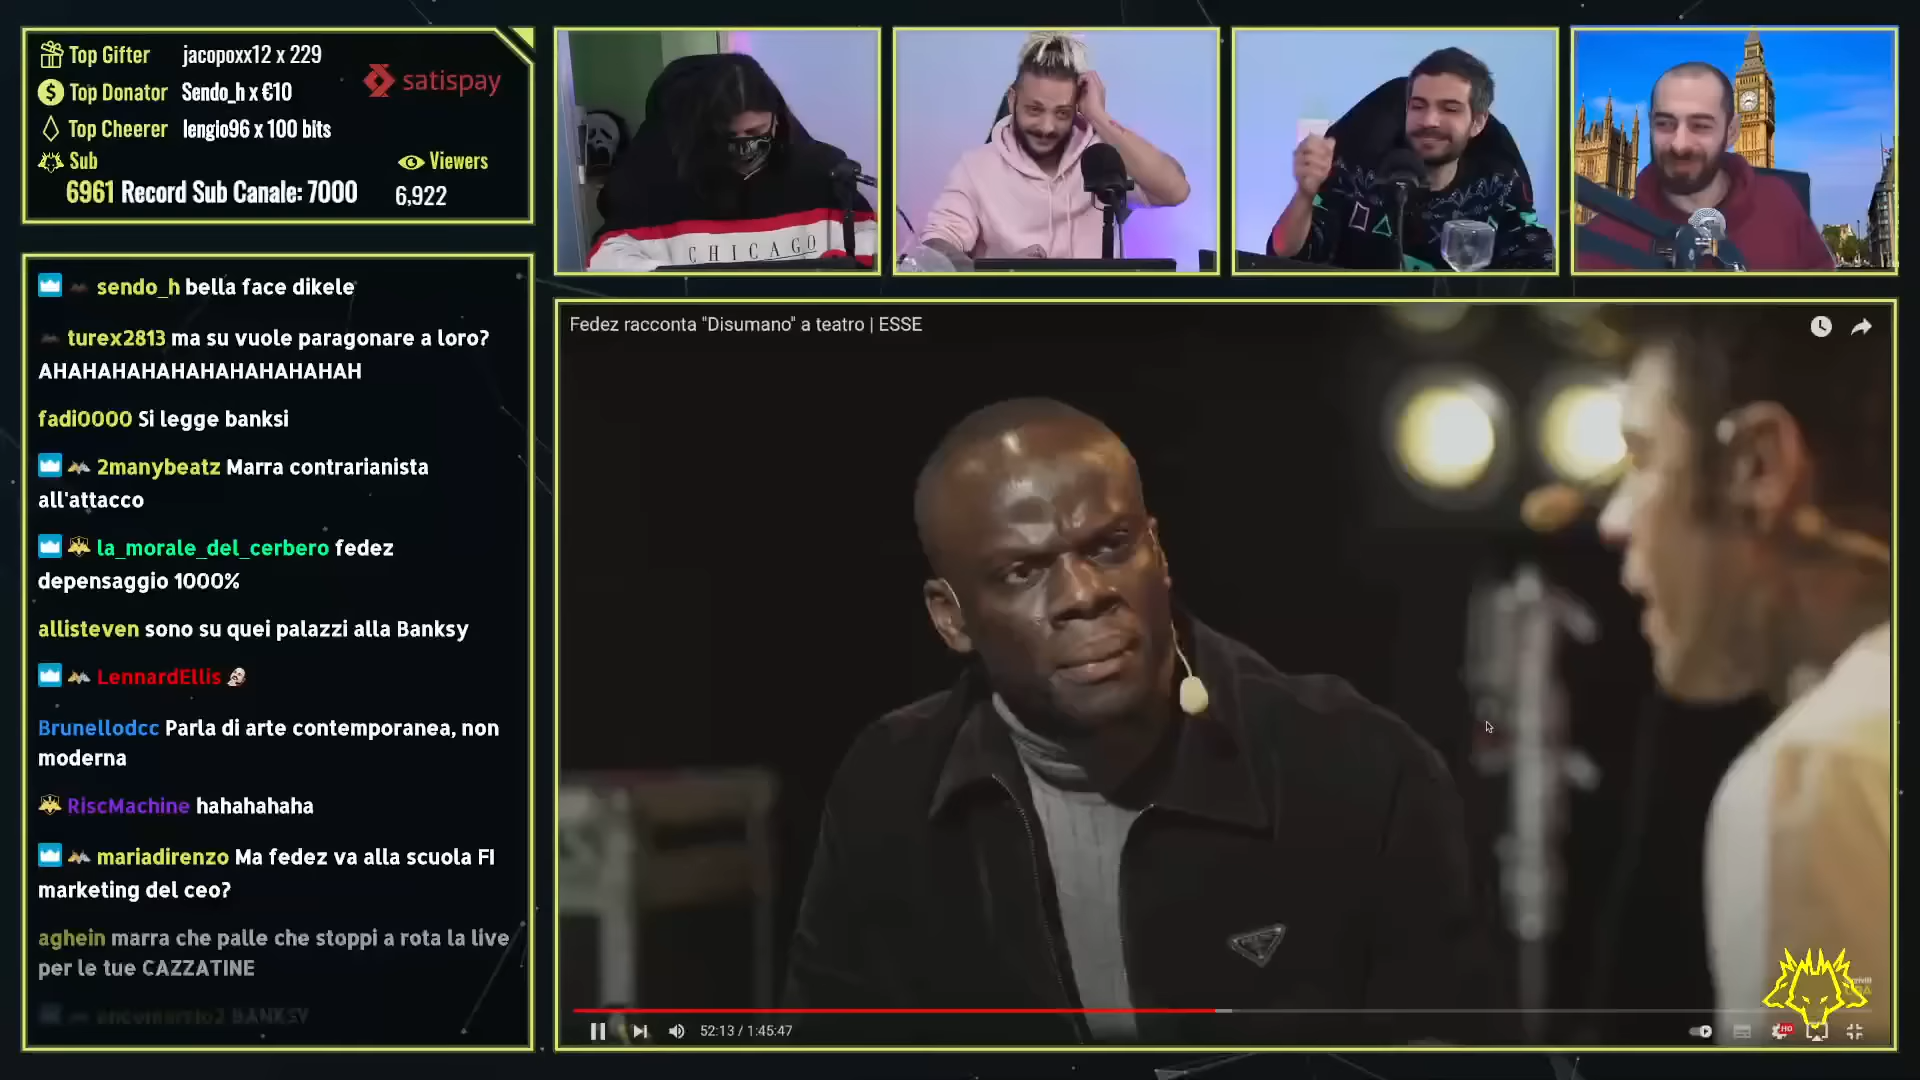 Top Gifter jacopoxx12 x 229
Top Donator Sendo_h x €10
Top Cheerer lengio96 x 100 bits
satispay
Sub
Viewers
6961 Record Sub Canale: 7000
6,922
CHICAGO
sendo_h bella face dikele
turex2813 ma su vuole paragonare a loro?
AHAHAHAHAHAHAHAHAHAHAH
fadi0000 Si legge banksi
2manybeatz Marra contrarianista
all'attacco
la_morale_del_cerbero fedez
depensaggio 1000%
allisteven sono su quei palazzi alla Banksy
LennardEllis
Brunellodcc Parla di arte contemporanea, non
moderna
RiscMachine hahahahaha
mariadirenzo Ma fedez va alla scuola FI
marketing del ceo?
aghein marra che palle che stoppi a rota la live
per le tue CAZZATINE
BANKSY
Fedez racconta "Disumano" a teatro | ESSE
52:13 / 1:45:47
HD